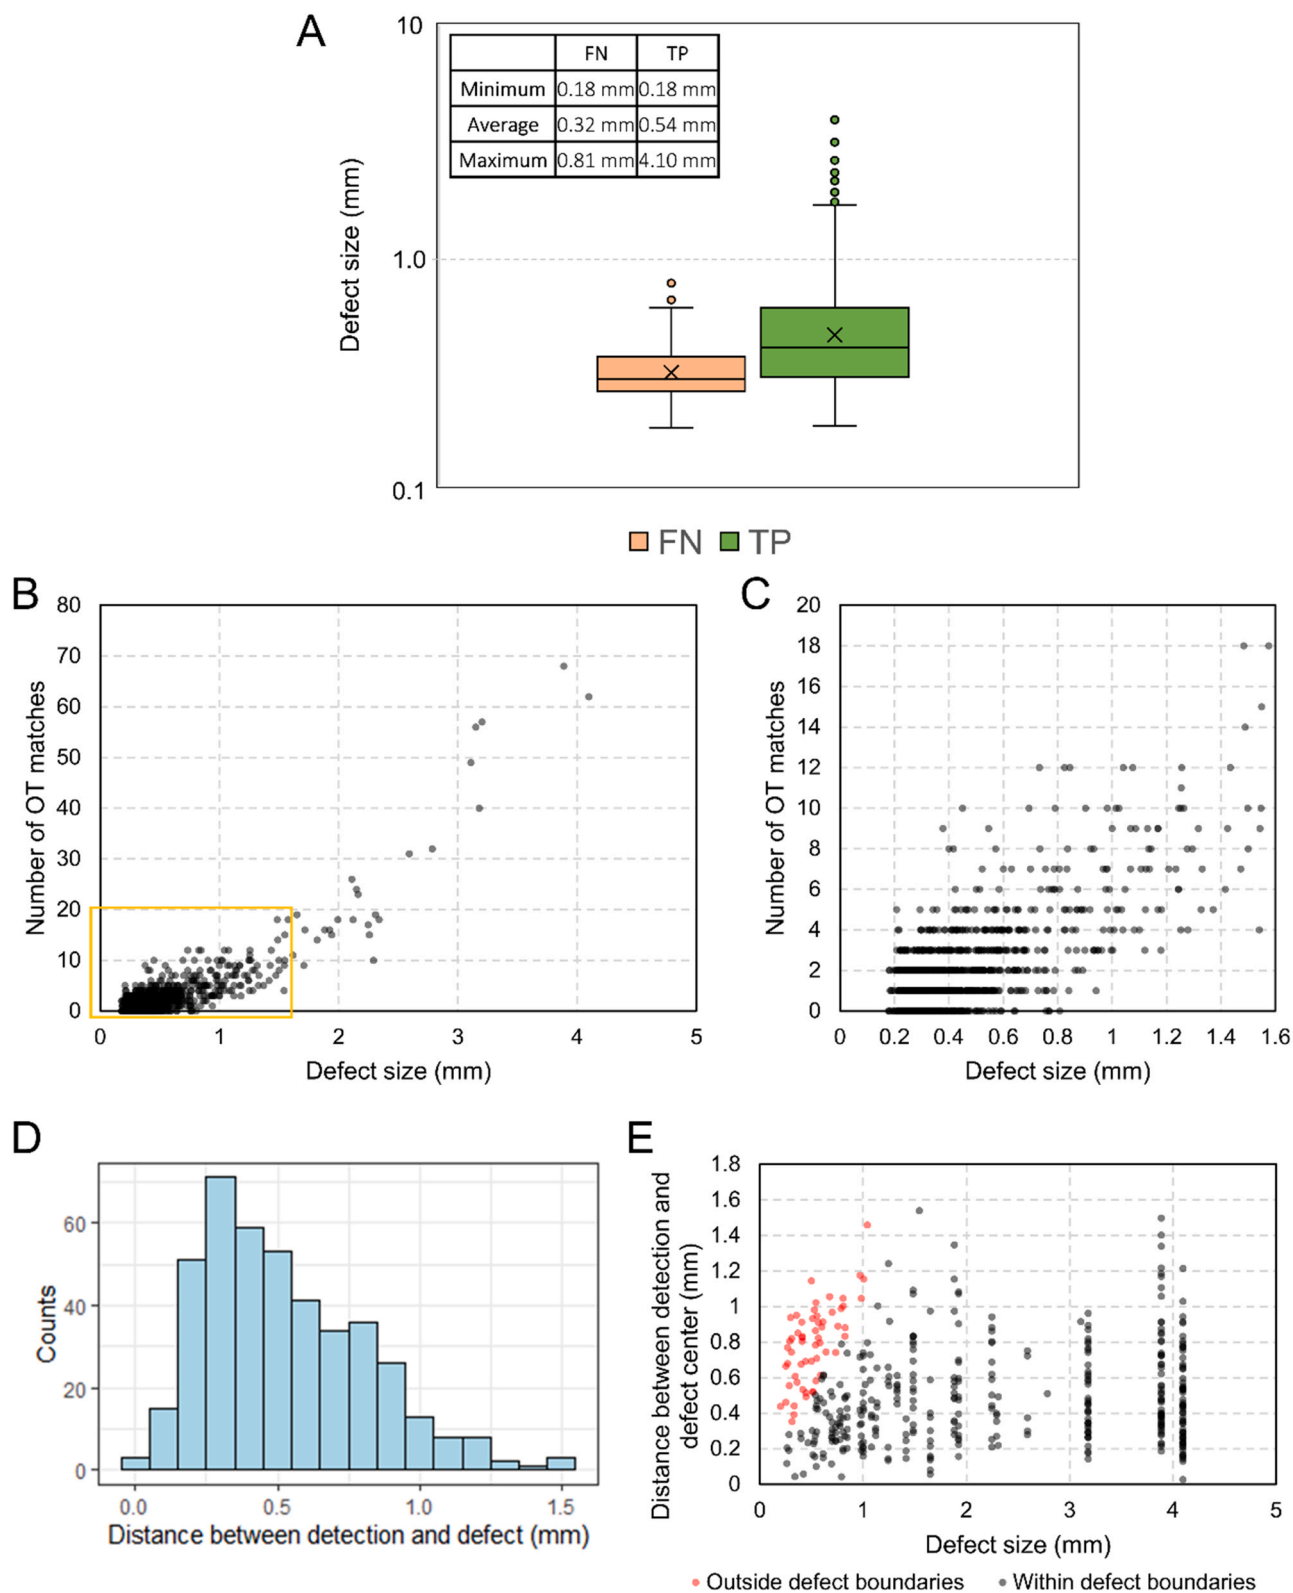 A
10
1.0
0.1
Defect size (mm)
FN TP
Minimum 0.18 mm 0.18 mm
Average 0.32 mm 0.54 mm
Maximum 0.81 mm 4.10 mm
FN TP
B
80
70
60
50
40
30
20
10
0
Number of OT matches
0 1 2 3 4 5
Defect size (mm)
C
20
18
16
14
12
10
8
6
4
2
0
Number of OT matches
0 0.2 0.4 0.6 0.8 1 1.2 1.4 1.6
Defect size (mm)
D
60
40
20
0
Counts
0.0 0.5 1.0 1.5
Distance between detection and defect (mm)
E
1.8
1.6
1.4
1.2
1
0.8
0.6
0.4
0.2
0
Distance between detection and
defect center (mm)
0 1 2 3 4 5
Defect size (mm)
Outside defect boundaries Within defect boundaries